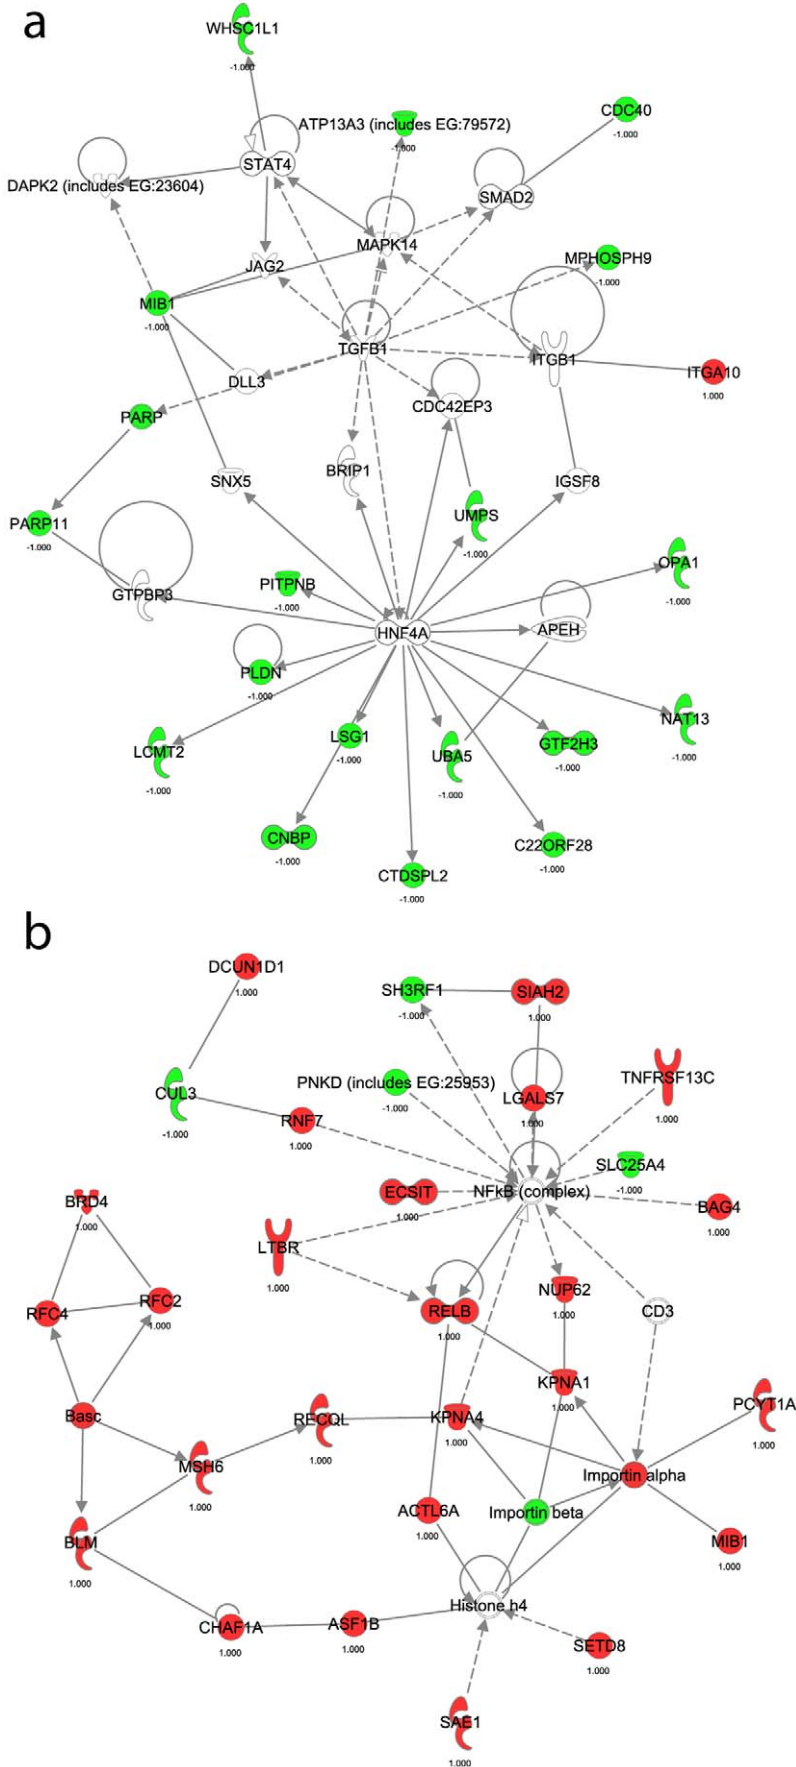 a
WHSC1L1
-1.000
ATP13A3 (includes EG:79572)
-1.000
CDC40
-1.000
STAT4
DAPK2 (includes EG:23604)
SMAD2
MAPK14
JAG2
MPHOSPH9
-1.000
MIB1
-1.000
TGFB1
ITGB1
ITGA10
1.000
DLL3
CDC42EP3
PARP
BRIP1
SNX5
IGSF8
UMPS
-1.000
PARP11
-1.000
OPA1
-1.000
PITPNB
-1.000
GTPBP3
HNF4A
APEH
PLDN
-1.000
NAT13
-1.000
LCMT2
-1.000
LSG1
-1.000
UBA5
-1.000
GTF2H3
-1.000
CNBP
-1.000
C22ORF28
-1.000
CTDSPL2
-1.000
b
DCUN1D1
1.000
SH3RF1
-1.000
SIAH2
1.000
PNKD (includes EG:25953)
-1.000
TNFRSF13C
1.000
CUL3
-1.000
LGALS7
1.000
RNF7
1.000
SLC25A4
-1.000
ECSIT
1.000
NFkB (complex)
BRD4
1.000
BAG4
1.000
LTBR
1.000
NUP62
1.000
RFC4
RFC2
1.000
RELB
1.000
CD3
KPNA1
1.000
PCYT1A
1.000
Basc
RECQL
1.000
KPNA4
1.000
MSH6
1.000
Importin alpha
ACTL6A
1.000
Importin beta
BLM
1.000
MIB1
1.000
Histone h4
CHAF1A
1.000
ASF1B
1.000
SETD8
1.000
SAE1
1.000